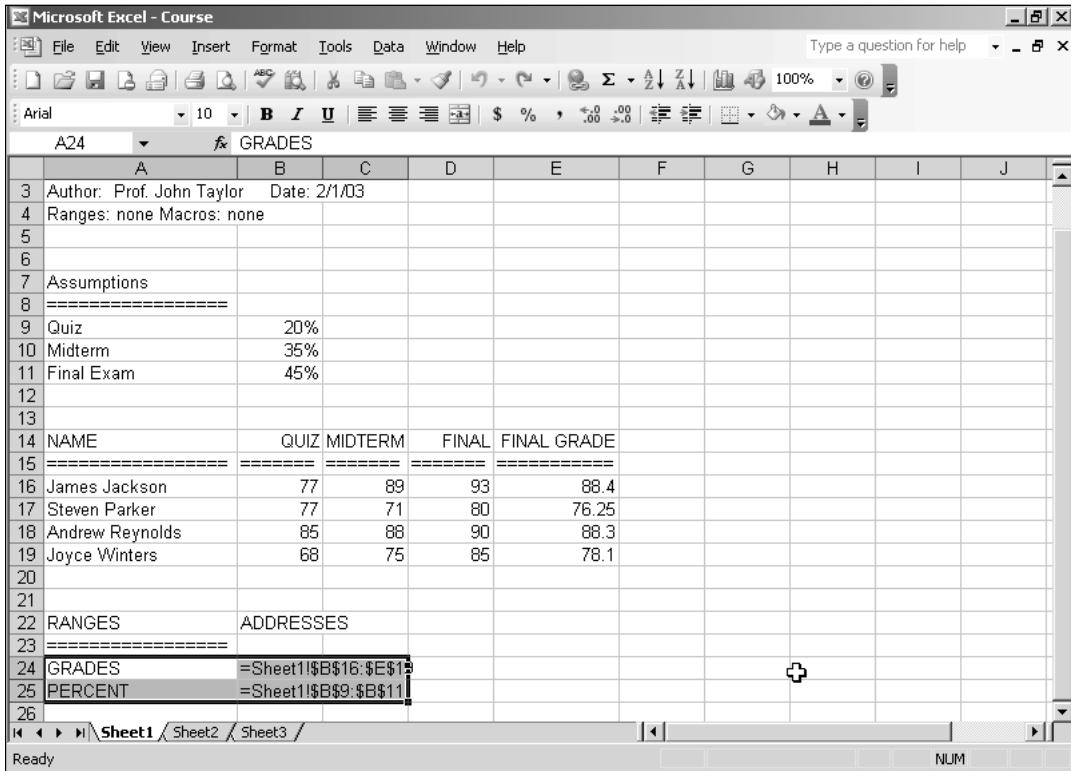 Microsoft Excel - Course
File Edit View Insert Format Tools Data Window Help Type a question for help
ABC Σ A Z Z A 100%
Arial 10 B I U $ % , .0 .00 .00 .0 A
A24 fx GRADES
A B C D E F G H I J
3 Author: Prof. John Taylor Date: 2/1/03
4 Ranges: none Macros: none
5
6
7 Assumptions
8 =================
9 Quiz 20%
10 Midterm 35%
11 Final Exam 45%
12
13
14 NAME QUIZ MIDTERM FINAL FINAL GRADE
15 ================= ======= ======= ======= ===========
16 James Jackson 77 89 93 88.4
17 Steven Parker 77 71 80 76.25
18 Andrew Reynolds 85 88 90 88.3
19 Joyce Winters 68 75 85 78.1
20
21
22 RANGES ADDRESSES
23 =================
24 GRADES =Sheet1!$B$16:$E$1
25 PERCENT =Sheet1!$B$9:$B$11
26
Sheet1 Sheet2 Sheet3
Ready NUM